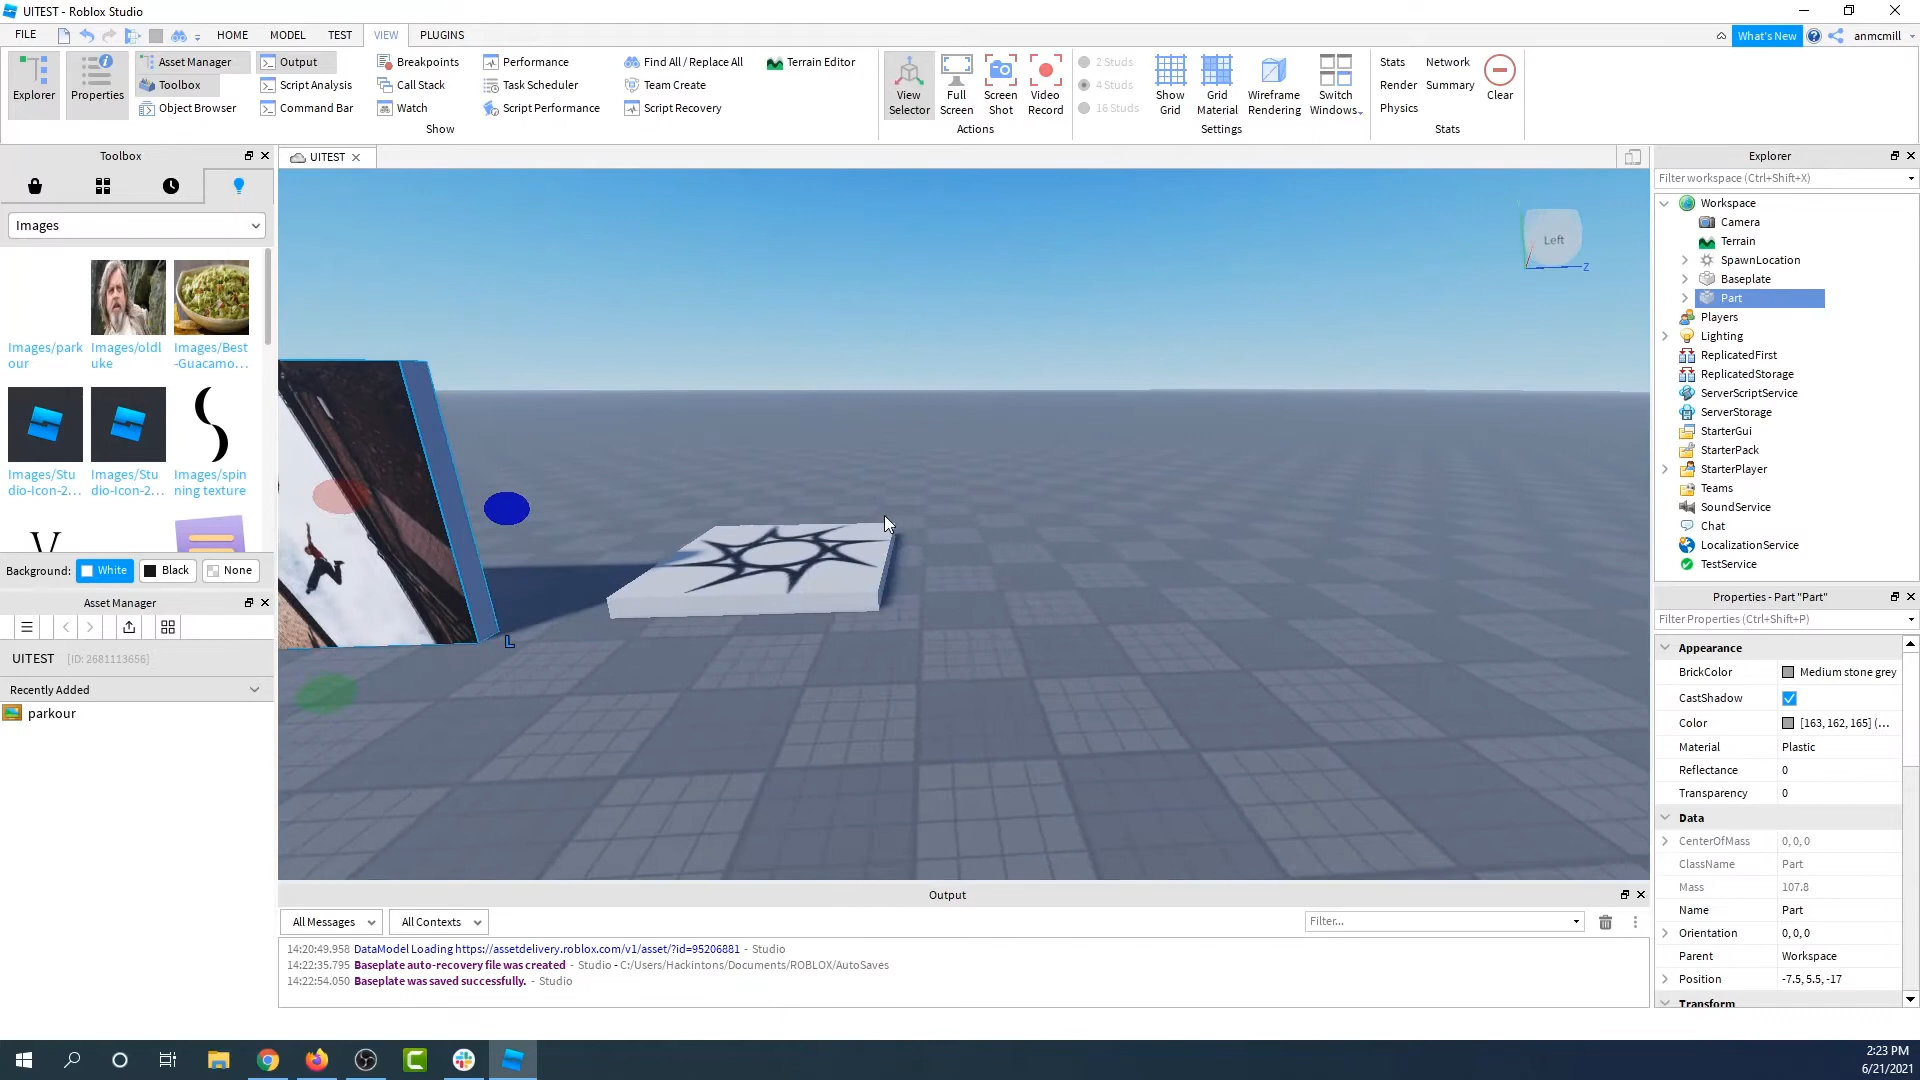 UITEST - Roblox Studio
FILE HOME MODEL TEST VIEW PLUGINS What's New anmcmill
Explorer Properties
Asset Manager
Toolbox
Object Browser
Output
Script Analysis
Command Bar
Breakpoints
Call Stack
Watch
Performance
Task Scheduler
Script Performance
Find All / Replace All
Team Create
Script Recovery
Terrain Editor
Show
View Selector
Full Screen
Screen Shot
Video Record
Actions
2 Studs
4 Studs
16 Studs
Show Grid
Grid Material
Wireframe Rendering
Switch Windows
Settings
Stats Network
Render Summary
Physics
Clear
Stats
Toolbox
Images
Images/park
our
Images/oldl
uke
Images/Best
-Guacamo...
Images/Stu
dio-Icon-2...
Images/Stu
dio-Icon-2...
Images/spin
ning texture
Background: White Black None
Asset Manager
UITEST [ID: 2681113656]
Recently Added
parkour
UITEST
Left
Z
L
Output
All Messages All Contexts Filter...
14:20:49.958 DataModel Loading https://assetdelivery.roblox.com/v1/asset/?id=95206881 - Studio
14:22:35.795 Baseplate auto-recovery file was created - Studio - C:/Users/Hackintons/Documents/ROBLOX/AutoSaves
14:22:54.050 Baseplate was saved successfully. - Studio
Explorer
Filter workspace (Ctrl+Shift+X)
Workspace
Camera
Terrain
SpawnLocation
Baseplate
Part
Players
Lighting
ReplicatedFirst
ReplicatedStorage
ServerScriptService
ServerStorage
StarterGui
StarterPack
StarterPlayer
Teams
SoundService
Chat
LocalizationService
TestService
Properties - Part "Part"
Filter Properties (Ctrl+Shift+P)
Appearance
BrickColor Medium stone grey
CastShadow
Color [163, 162, 165] (...
Material Plastic
Reflectance 0
Transparency 0
Data
CenterOfMass 0, 0, 0
ClassName Part
Mass 107.8
Name Part
Orientation 0, 0, 0
Parent Workspace
Position -7.5, 5.5, -17
Transform
2:23 PM
6/21/2021